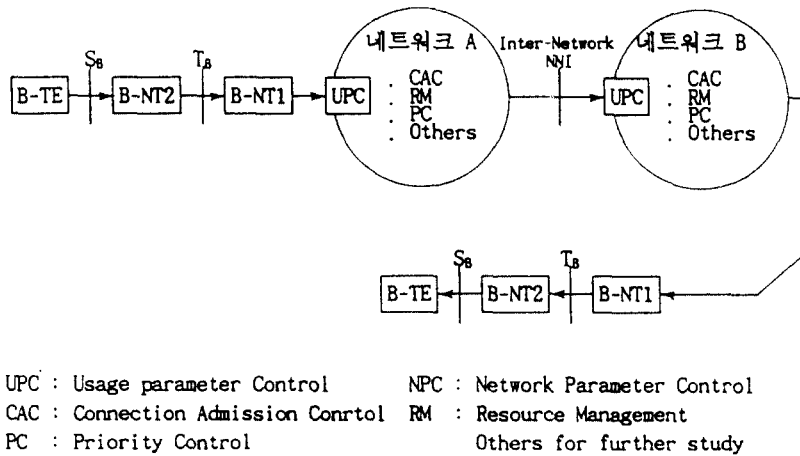 네트워크 A
Inter-Network
NNI
네트워크 B
S_B
T_B
B-TE
B-NT2
B-NT1
UPC
. CAC
. RM
. PC
. Others
UPC
. CAC
. RM
. PC
. Others
S_B
T_B
B-TE
B-NT2
B-NT1
UPC : Usage parameter Control
NPC : Network Parameter Control
CAC : Connection Admission Conrtol
RM : Resource Management
PC : Priority Control
Others for further study